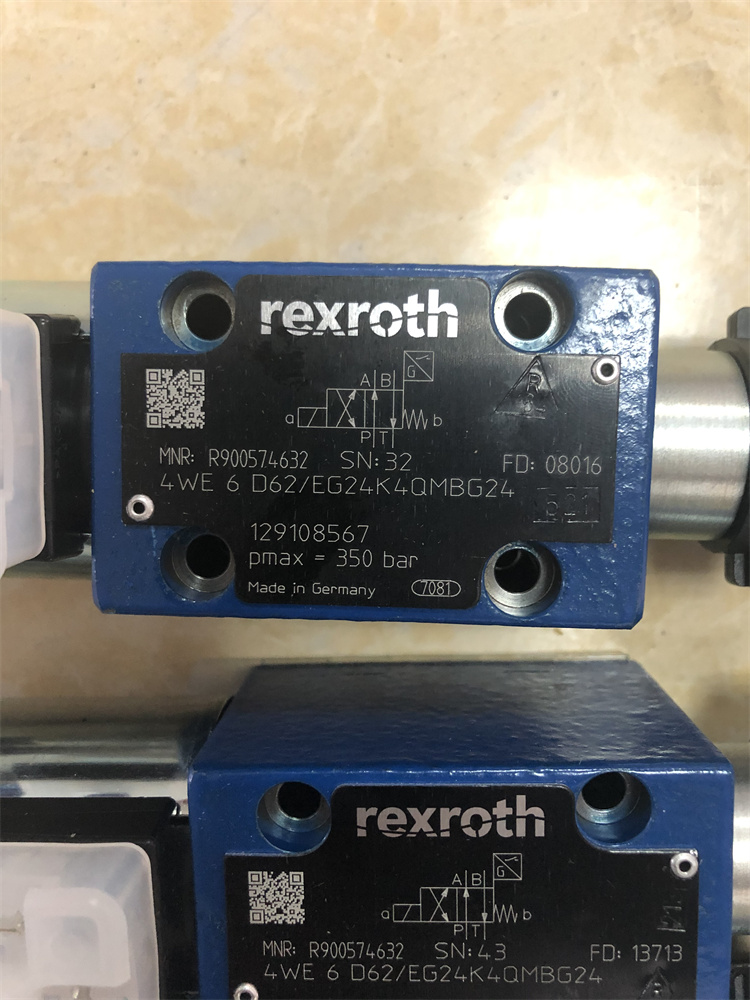 rexroth
G
A B
a b
P T
R
MNR: R900574632 SN: 32 FD: 08016
4WE 6 D62/EG24K4QMBG24
521
129108567
pmax = 350 bar
Made in Germany 7081
rexroth
G
A B
a b
P T
MNR: R900574632 SN: 43 FD: 13713
4WE 6 D62/EG24K4QMBG24